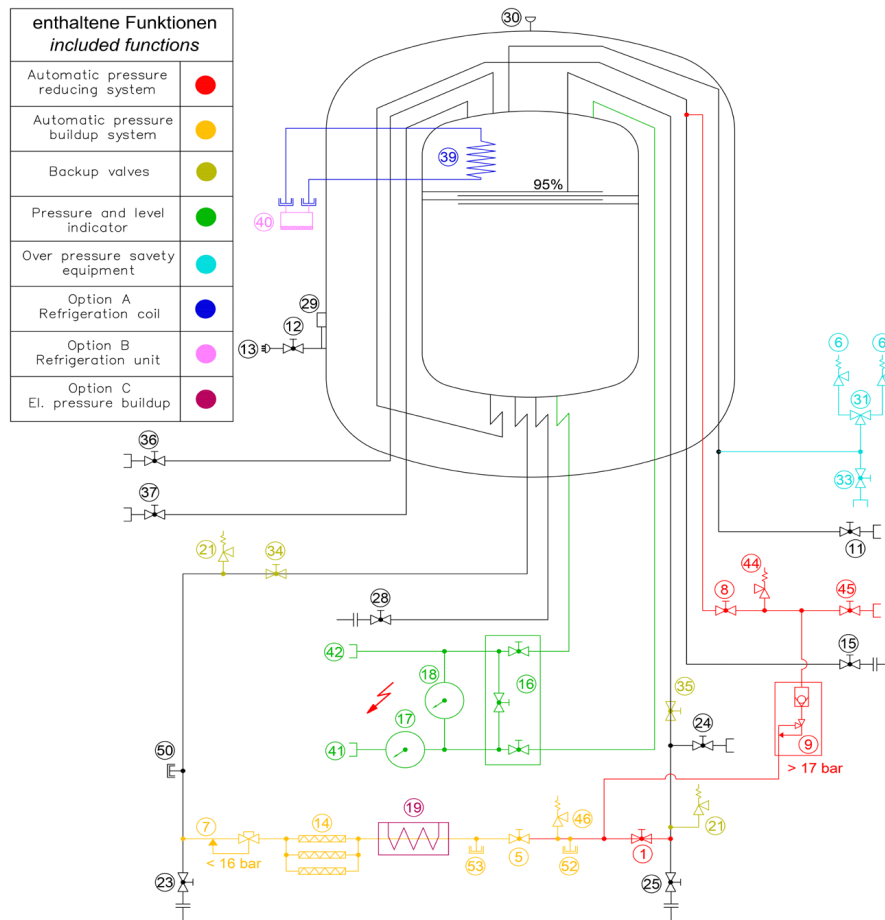 enthaltene Funktionen
included functions
Automatic pressure
reducing system
Automatic pressure
buildup system
Backup valves
Pressure and level
indicator
Over pressure savety
equipment
Option A
Refrigeration coil
Option B
Refrigeration unit
Option C
El. pressure buildup
30
39
95%
40
29
12
13
6
6
31
33
36
37
11
21
34
44
8
45
28
15
42
18
16
35
17
24
9
41
50
> 17 bar
7
14
19
46
21
< 16 bar
53
5
52
1
23
25